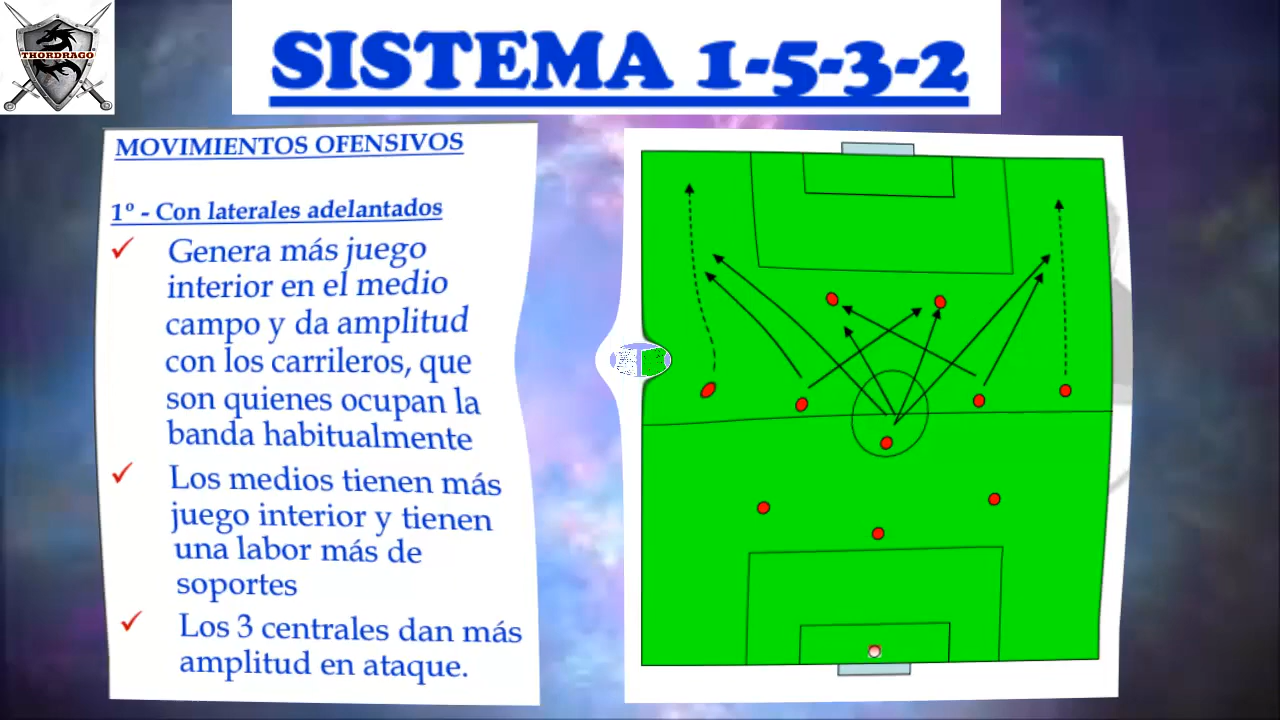 THORDRAGO
SISTEMA 1-5-3-2
MOVIMIENTOS OFENSIVOS
1º - Con laterales adelantados
Genera más juego
interior en el medio
campo y da amplitud
con los carrileros, que
son quienes ocupan la
banda habitualmente
Los medios tienen más
juego interior y tienen
una labor más de
soportes
Los 3 centrales dan más
amplitud en ataque.